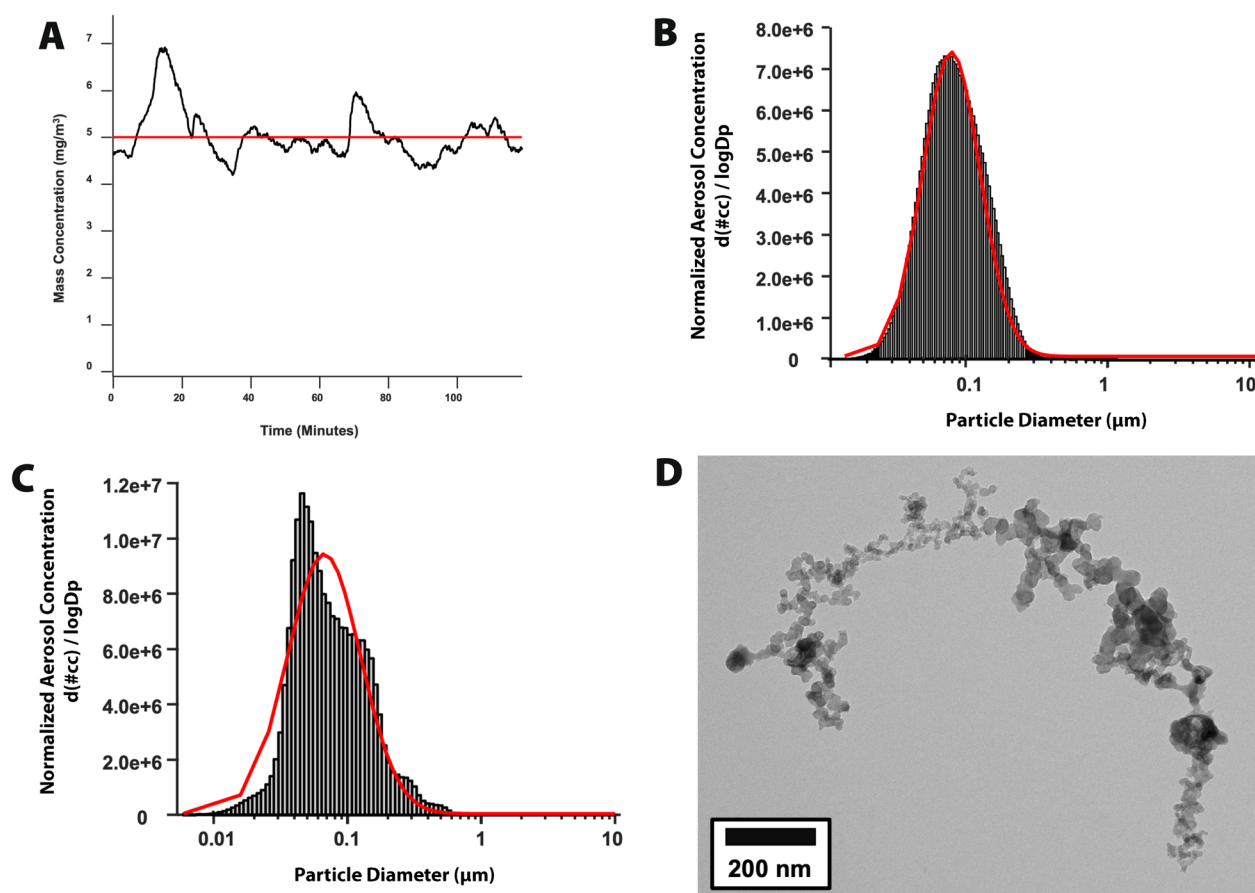 A
Mass Concentration (mg/m³)
7
6
5
4
3
2
1
0
0 20 40 60 80 100
Time (Minutes)
B
Normalized Aerosol Concentration
d(#cc) / logDp
8.0e+6
7.0e+6
6.0e+6
5.0e+6
4.0e+6
3.0e+6
2.0e+6
1.0e+6
0
0.1 1 10
Particle Diameter (μm)
C
Normalized Aerosol Concentration
d(#cc) / logDp
1.2e+7
1.0e+7
8.0e+6
6.0e+6
4.0e+6
2.0e+6
0
0.01 0.1 1 10
Particle Diameter (μm)
D
200 nm